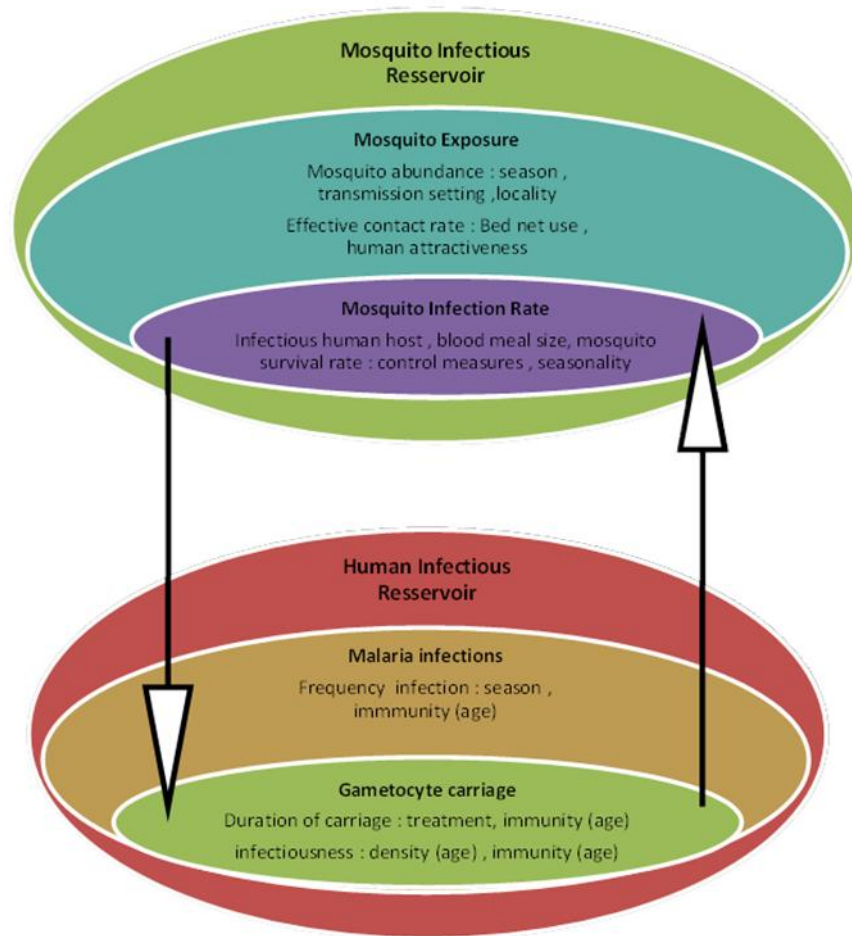 Mosquito Infectious
Resservoir
Mosquito Exposure
Mosquito abundance : season ,
transmission setting ,locality
Effective contact rate : Bed net use ,
human attractiveness
Mosquito Infection Rate
Infectious human host , blood meal size, mosquito
survival rate : control measures , seasonality
Human Infectious
Resservoir
Malaria infections
Frequency infection : season ,
immmunity (age)
Gametocyte carriage
Duration of carriage : treatment, immunity (age)
infectiousness : density (age) , immunity (age)